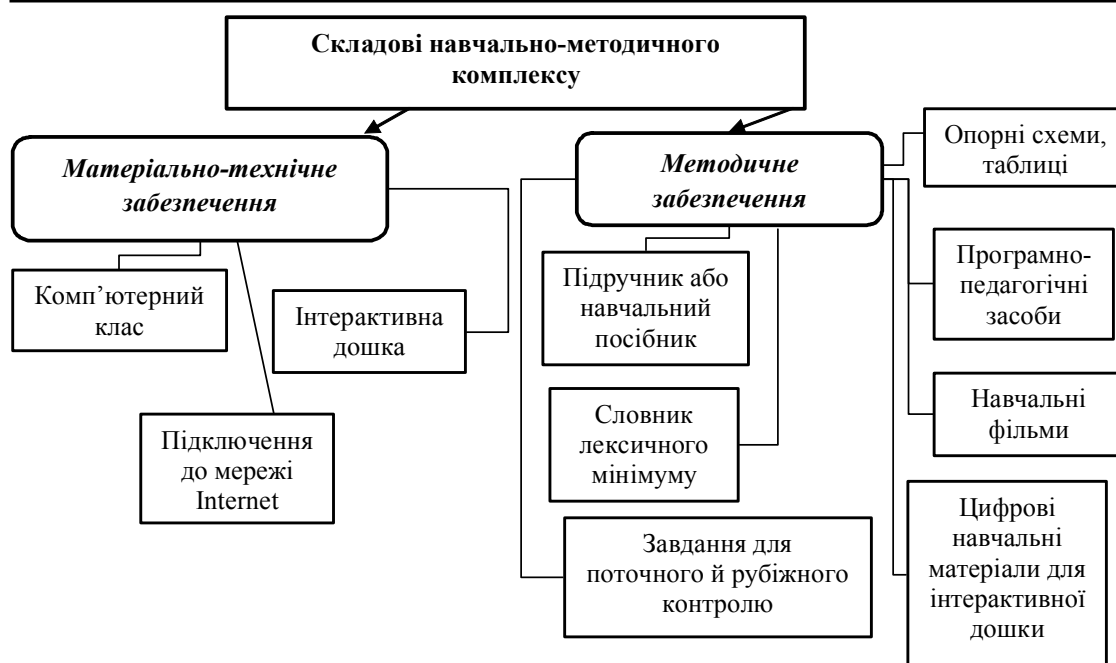 Складові навчально-методичного
комплексу
Матеріально-технічне
забезпечення
Комп’ютерний
клас
Інтерактивна
дошка
Підключення
до мережі
Internet
Методичне
забезпечення
Підручник або
навчальний
посібник
Словник
лексичного
мінімуму
Завдання для
поточного й рубіжного
контролю
Опорні схеми,
таблиці
Програмно-
педагогічні
засоби
Навчальні
фільми
Цифрові
навчальні
матеріали для
інтерактивної
дошки